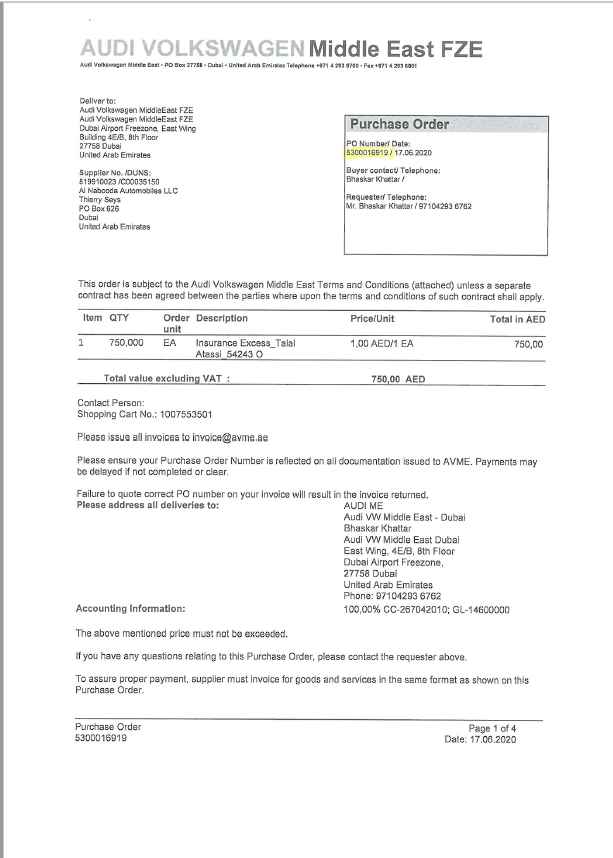 AUDI VOLKSWAGEN Middle East FZE
Audi Volkswagen Middle East • PO Box 27758 • Dubai • United Arab Emirates Telephone +971 4 293 6760 • Fax +971 4 293 6801
Deliver to:
Audi Volkswagen MiddleEast FZE
Audi Volkswagen MiddleEast FZE
Dubai Airport Freezone, East Wing
Building 4E/B, 8th Floor
27758 Dubai
United Arab Emirates
Supplier No. /DUNS:
819910023 /C00035150
Al Nabooda Automobiles LLC
Thierry Seys
PO Box 626
Dubai
United Arab Emirates
Purchase Order
PO Number/ Date:
5300016919 / 17.06.2020
Buyer contact/ Telephone:
Bhaskar Khattar /
Requester/ Telephone:
Mr. Bhaskar Khattar / 97104293 6762
This order is subject to the Audi Volkswagen Middle East Terms and Conditions (attached) unless a separate
contract has been agreed between the parties where upon the terms and conditions of such contract shall apply.
Item QTY Order Description Price/Unit Total in AED
unit
1 750,000 EA Insurance Excess_Talal 1,00 AED/1 EA 750,00
Atassi_54243 O
Total value excluding VAT : 750,00 AED
Contact Person:
Shopping Cart No.: 1007553501
Please issue all invoices to invoice@avme.ae
Please ensure your Purchase Order Number is reflected on all documentation issued to AVME. Payments may
be delayed if not completed or clear.
Failure to quote correct PO number on your invoice will result in the invoice returned.
Please address all deliveries to: AUDI ME
Audi VW Middle East - Dubai
Bhaskar Khattar
Audi VW Middle East Dubai
East Wing, 4E/B, 8th Floor
Dubai Airport Freezone,
27758 Dubai
United Arab Emirates
Phone: 97104293 6762
Accounting Information: 100,00% CC-267042010; GL-14600000
The above mentioned price must not be exceeded.
If you have any questions relating to this Purchase Order, please contact the requester above.
To assure proper payment, supplier must invoice for goods and services in the same format as shown on this
Purchase Order.
Purchase Order Page 1 of 4
5300016919 Date: 17.06.2020